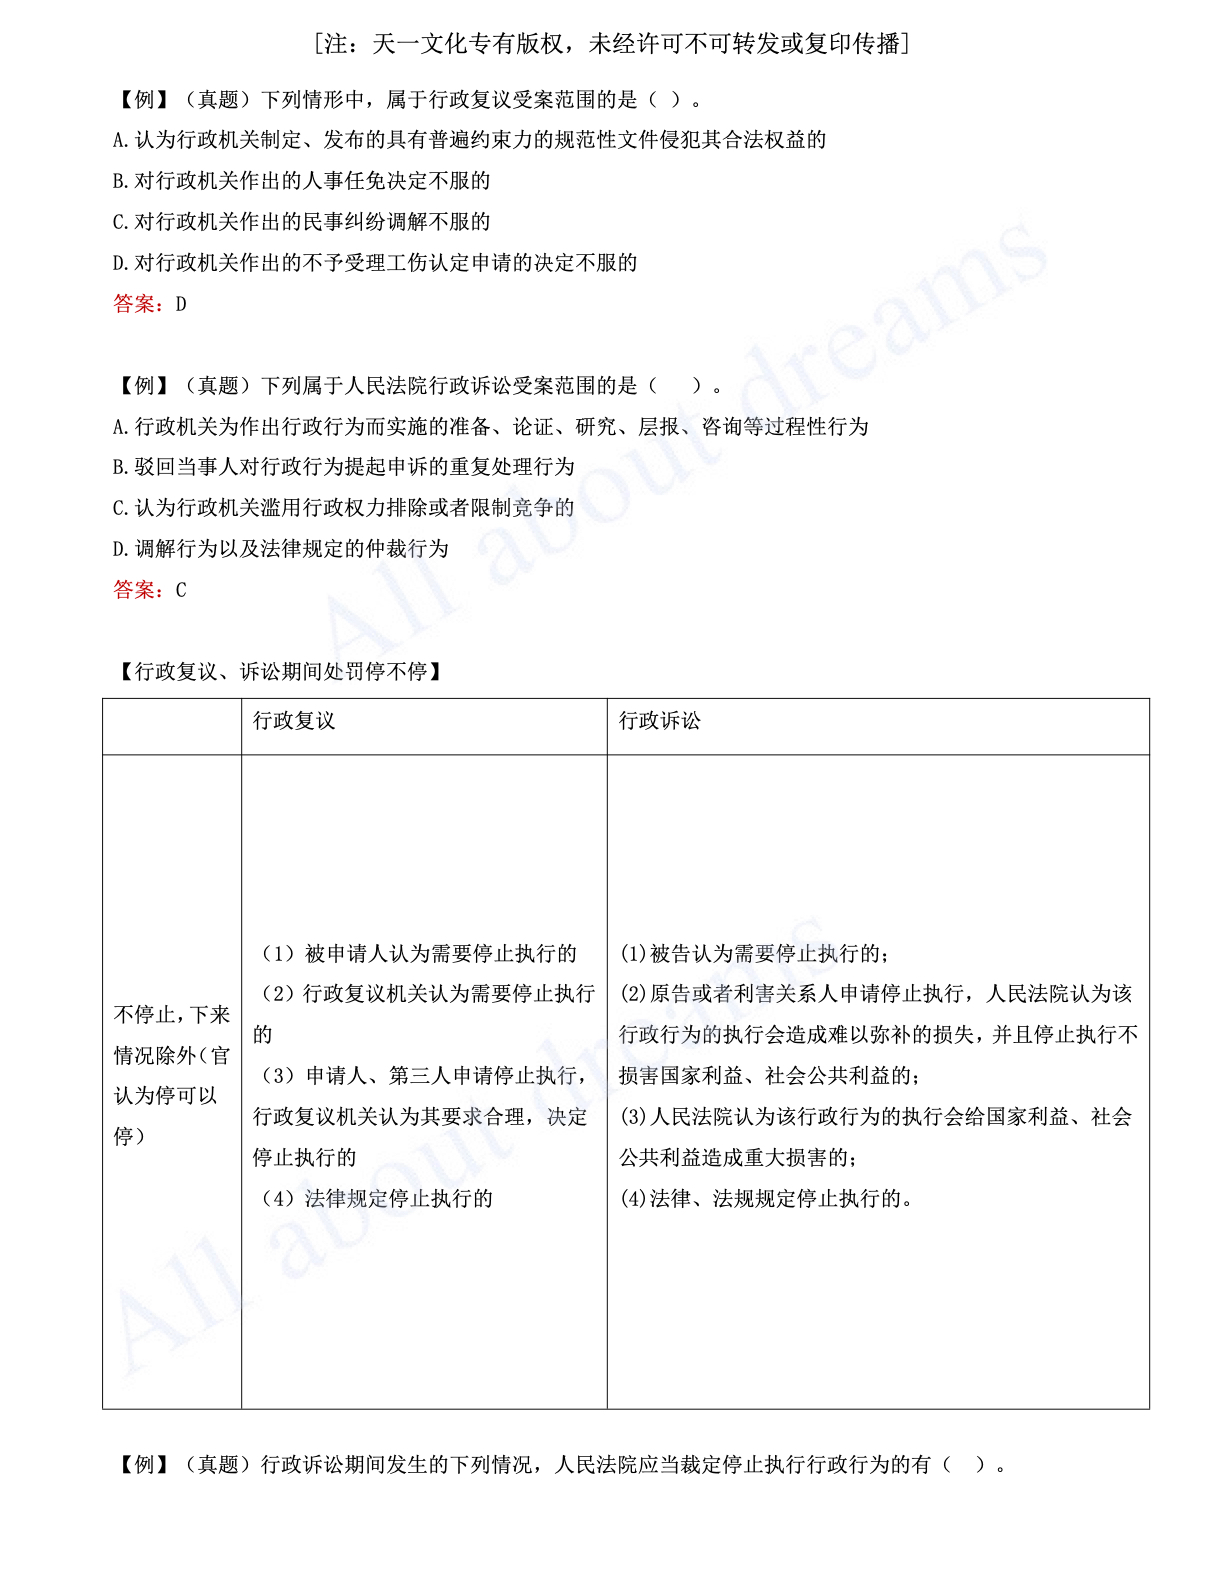 [注：天一文化专有版权，未经许可不可转发或复印传播]
【例】（真题）下列情形中，属于行政复议受案范围的是（ ）。
A.认为行政机关制定、发布的具有普遍约束力的规范性文件侵犯其合法权益的
B.对行政机关作出的人事任免决定不服的
C.对行政机关作出的民事纠纷调解不服的
D.对行政机关作出的不予受理工伤认定申请的决定不服的
答案：D
【例】（真题）下列属于人民法院行政诉讼受案范围的是（ ）。
A.行政机关为作出行政行为而实施的准备、论证、研究、层报、咨询等过程性行为
B.驳回当事人对行政行为提起申诉的重复处理行为
C.认为行政机关滥用行政权力排除或者限制竞争的
D.调解行为以及法律规定的仲裁行为
答案：C
【行政复议、诉讼期间处罚停不停】
行政复议
行政诉讼
不停止，下来
情况除外（官
认为停可以
停）
（1）被申请人认为需要停止执行的
（2）行政复议机关认为需要停止执行
的
（3）申请人、第三人申请停止执行，
行政复议机关认为其要求合理，决定
停止执行的
（4）法律规定停止执行的
(1)被告认为需要停止执行的；
(2)原告或者利害关系人申请停止执行，人民法院认为该
行政行为的执行会造成难以弥补的损失，并且停止执行不
损害国家利益、社会公共利益的；
(3)人民法院认为该行政行为的执行会给国家利益、社会
公共利益造成重大损害的；
(4)法律、法规规定停止执行的。
【例】（真题）行政诉讼期间发生的下列情况，人民法院应当裁定停止执行行政行为的有（ ）。
All about dreams
All about dreams